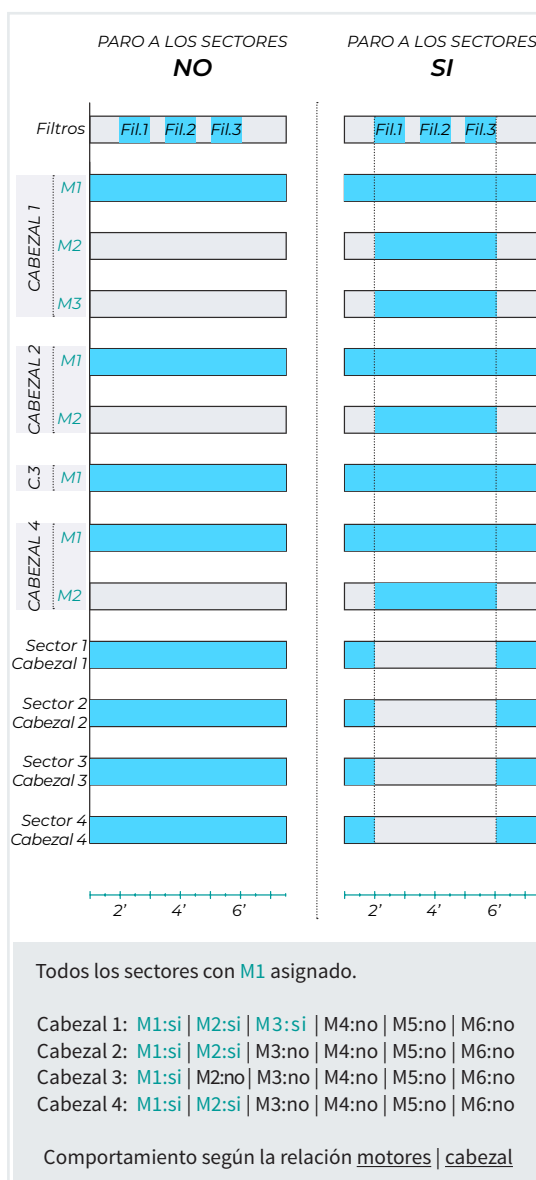 PARO A LOS SECTORES
NO
PARO A LOS SECTORES
SI
Filtros
Fil.1 Fil.2 Fil.3
Fil.1 Fil.2 Fil.3
CABEZAL 1
M1
M2
M3
CABEZAL 2
M1
M2
C.3
M1
CABEZAL 4
M1
M2
Sector 1
Cabezal 1
Sector 2
Cabezal 2
Sector 3
Cabezal 3
Sector 4
Cabezal 4
2’ 4’ 6’
2’ 4’ 6’
Todos los sectores con M1 asignado.
Cabezal 1: M1:si | M2:si | M3:si | M4:no | M5:no | M6:no
Cabezal 2: M1:si | M2:si | M3:no | M4:no | M5:no | M6:no
Cabezal 3: M1:si | M2:no | M3:no | M4:no | M5:no | M6:no
Cabezal 4: M1:si | M2:si | M3:no | M4:no | M5:no | M6:no
Comportamiento según la relación motores | cabezal